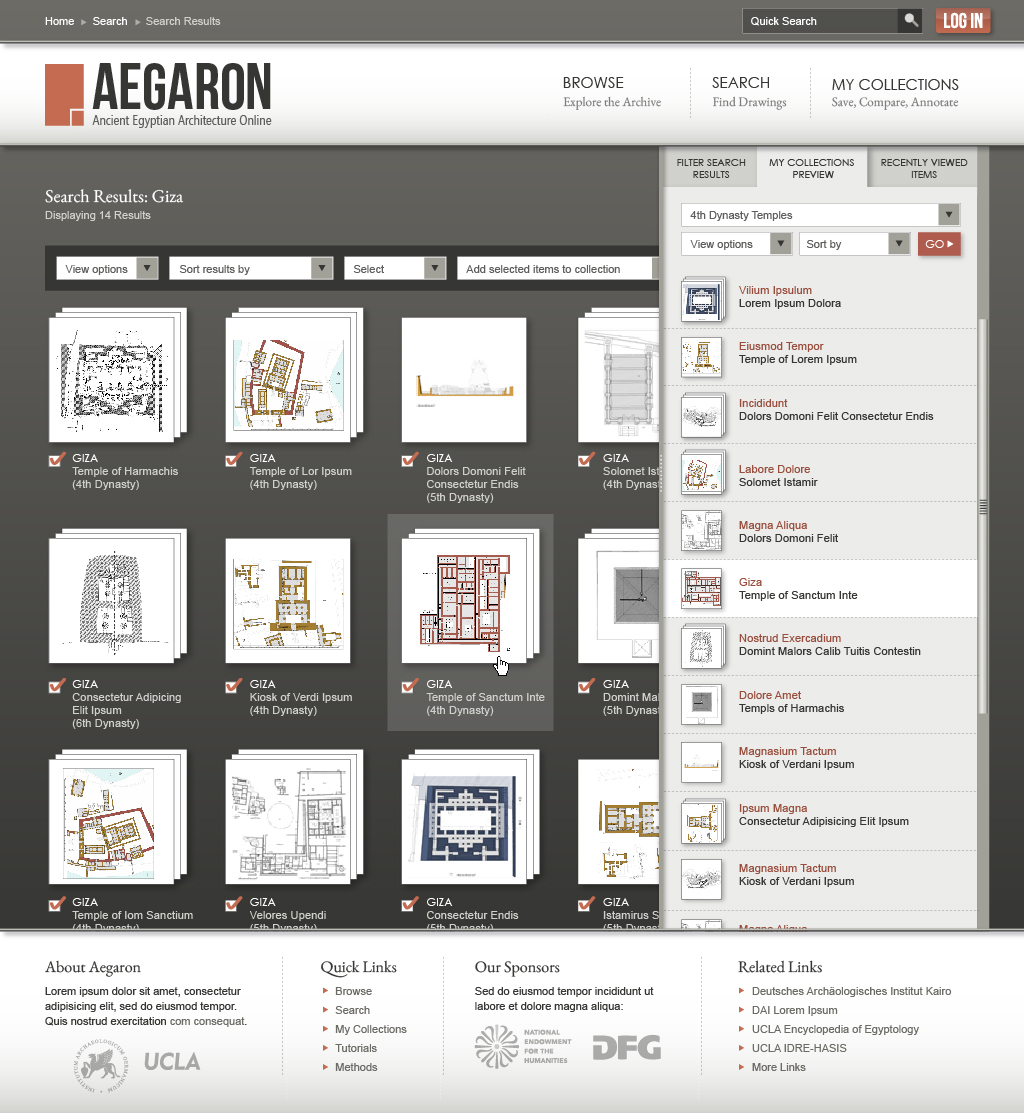 Home Search Search Results
Quick Search
LOG IN
AEGARON
Ancient Egyptian Architecture Online
BROWSE
Explore the Archive
SEARCH
Find Drawings
MY COLLECTIONS
Save, Compare, Annotate
Search Results: Giza
Displaying 14 Results
View options
Sort results by
Select
Add selected items to collection
GIZA
Temple of Harmachis
(4th Dynasty)
GIZA
Temple of Lor Ipsum
(4th Dynasty)
GIZA
Dolors Domoni Felit
Consectetur Endis
(5th Dynasty)
GIZA
Solomet Ist
(4th Dynas
GIZA
Consectetur Adipicing
Elit Ipsum
(6th Dynasty)
GIZA
Kiosk of Verdi Ipsum
(4th Dynasty)
GIZA
Temple of Sanctum Inte
(4th Dynasty)
GIZA
Domint Mal
(5th Dynas
GIZA
Temple of Iom Sanctium
(4th Dynasty)
GIZA
Velores Upendi
(5th Dynasty)
GIZA
Consectetur Endis
(5th Dynasty)
GIZA
Istamirus S
(5th Dynas
FILTER SEARCH
RESULTS
MY COLLECTIONS
PREVIEW
RECENTLY VIEWED
ITEMS
4th Dynasty Temples
View options
Sort by
GO
Vilium Ipsulum
Lorem Ipsum Dolora
Eiusmod Tempor
Temple of Lorem Ipsum
Incididunt
Dolors Domoni Felit Consectetur Endis
Labore Dolore
Solomet Istamir
Magna Aliqua
Dolors Domoni Felit
Giza
Temple of Sanctum Inte
Nostrud Exercadium
Domint Malors Calib Tuitis Contestin
Dolore Amet
Templs of Harmachis
Magnasium Tactum
Kiosk of Verdani Ipsum
Ipsum Magna
Consectetur Adipisicing Elit Ipsum
Magnasium Tactum
Kiosk of Verdani Ipsum
Magna Aliqua
About Aegaron
Lorem ipsum dolor sit amet, consectetur
adipisicing elit, sed do eiusmod tempor.
Quis nostrud exercitation com consequat.
UCLA
Quick Links
Browse
Search
My Collections
Tutorials
Methods
Our Sponsors
Sed do eiusmod tempor incididunt ut
labore et dolore magna aliqua:
NATIONAL
ENDOWMENT
FOR THE
HUMANITIES
DFG
Related Links
Deutsches Archäologisches Institut Kairo
DAI Lorem Ipsum
UCLA Encyclopedia of Egyptology
UCLA IDRE-HASIS
More Links